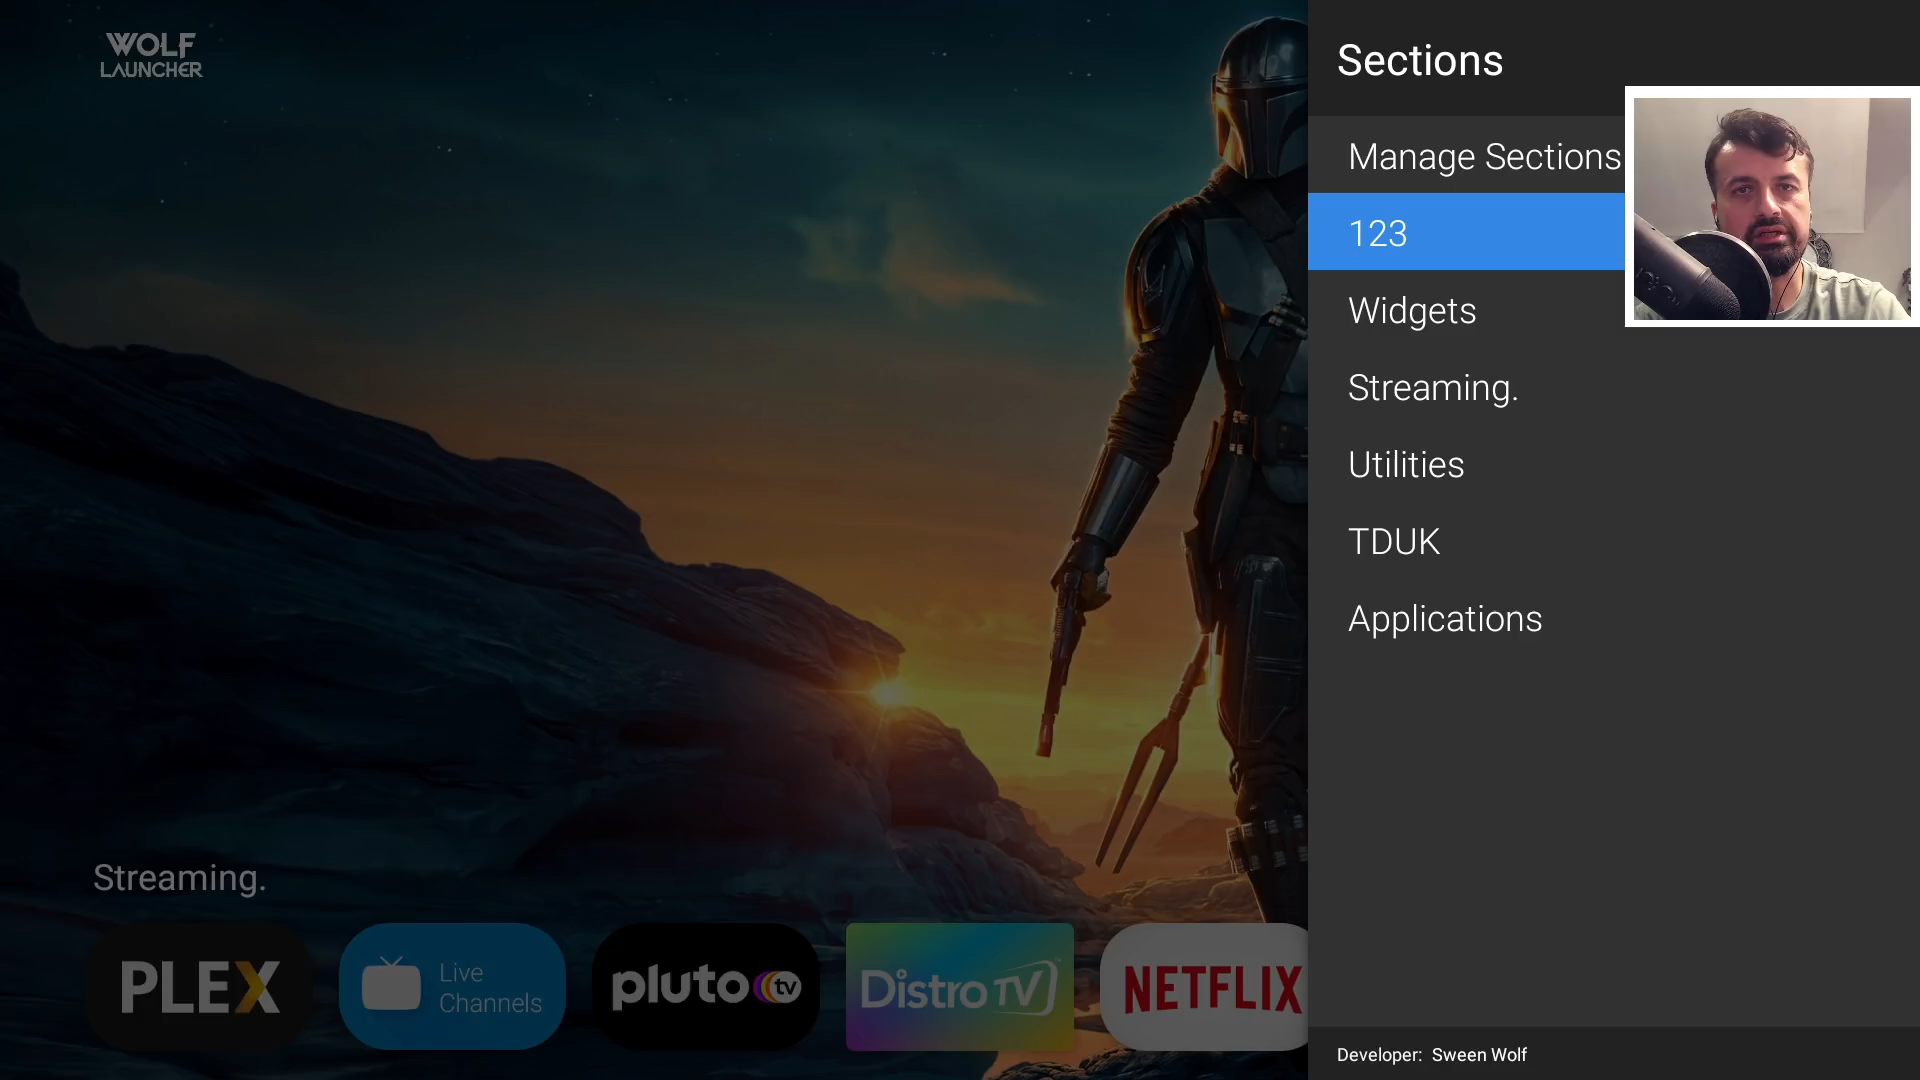 WOLF
LAUNCHER
Sections
Manage Sections
123
Widgets
Streaming.
Utilities
TDUK
Applications
Streaming.
PLEX
Live
Channels
pluto tv
Distro TV
NETFLIX
Developer: Sween Wolf